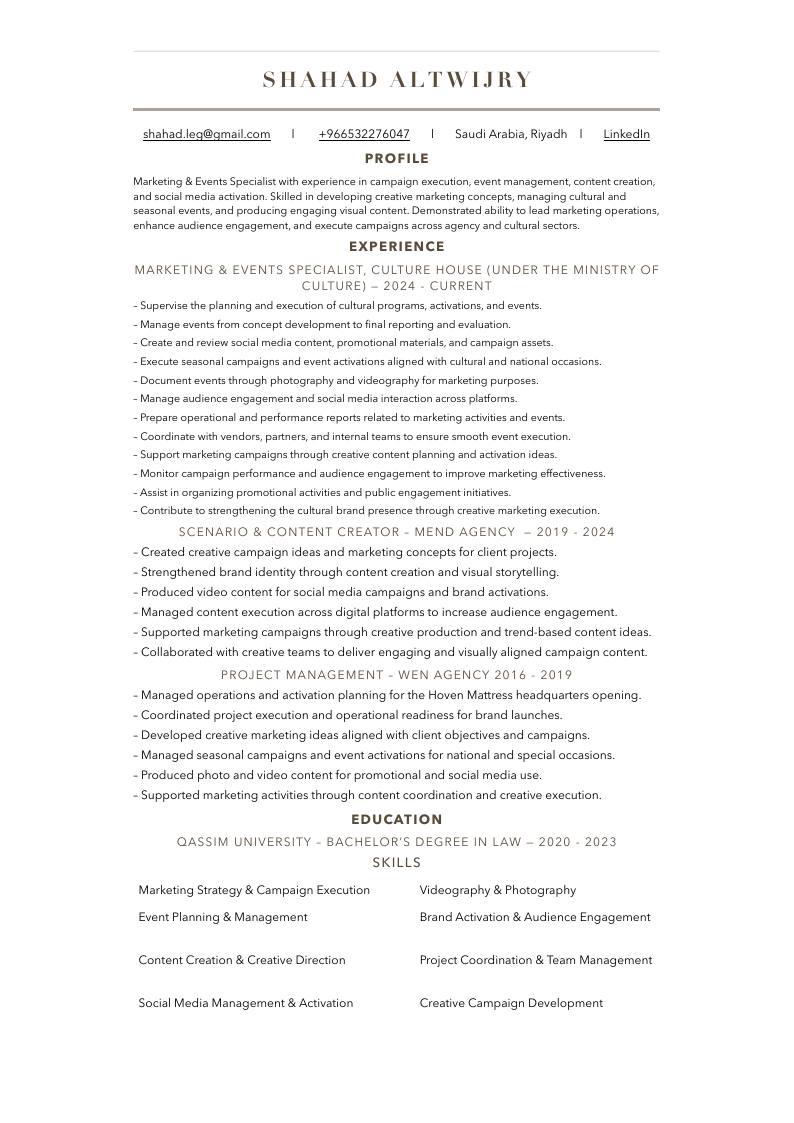 SHAHAD ALTWIJRY
shahad.leg@gmail.com | +966532276047 | Saudi Arabia, Riyadh | LinkedIn
PROFILE
Marketing & Events Specialist with experience in campaign execution, event management, content creation,
and social media activation. Skilled in developing creative marketing concepts, managing cultural and
seasonal events, and producing engaging visual content. Demonstrated ability to lead marketing operations,
enhance audience engagement, and execute campaigns across agency and cultural sectors.
EXPERIENCE
MARKETING & EVENTS SPECIALIST, CULTURE HOUSE (UNDER THE MINISTRY OF
CULTURE) — 2024 - CURRENT
– Supervise the planning and execution of cultural programs, activations, and events.
– Manage events from concept development to final reporting and evaluation.
– Create and review social media content, promotional materials, and campaign assets.
– Execute seasonal campaigns and event activations aligned with cultural and national occasions.
– Document events through photography and videography for marketing purposes.
– Manage audience engagement and social media interaction across platforms.
– Prepare operational and performance reports related to marketing activities and events.
– Coordinate with vendors, partners, and internal teams to ensure smooth event execution.
– Support marketing campaigns through creative content planning and activation ideas.
– Monitor campaign performance and audience engagement to improve marketing effectiveness.
– Assist in organizing promotional activities and public engagement initiatives.
– Contribute to strengthening the cultural brand presence through creative marketing execution.
SCENARIO & CONTENT CREATOR – MEND AGENCY — 2019 - 2024
– Created creative campaign ideas and marketing concepts for client projects.
– Strengthened brand identity through content creation and visual storytelling.
– Produced video content for social media campaigns and brand activations.
– Managed content execution across digital platforms to increase audience engagement.
– Supported marketing campaigns through creative production and trend-based content ideas.
– Collaborated with creative teams to deliver engaging and visually aligned campaign content.
PROJECT MANAGEMENT – WEN AGENCY 2016 - 2019
– Managed operations and activation planning for the Hoven Mattress headquarters opening.
– Coordinated project execution and operational readiness for brand launches.
– Developed creative marketing ideas aligned with client objectives and campaigns.
– Managed seasonal campaigns and event activations for national and special occasions.
– Produced photo and video content for promotional and social media use.
– Supported marketing activities through content coordination and creative execution.
EDUCATION
QASSIM UNIVERSITY – BACHELOR'S DEGREE IN LAW — 2020 - 2023
SKILLS
Marketing Strategy & Campaign Execution Videography & Photography
Event Planning & Management Brand Activation & Audience Engagement
Content Creation & Creative Direction Project Coordination & Team Management
Social Media Management & Activation Creative Campaign Development